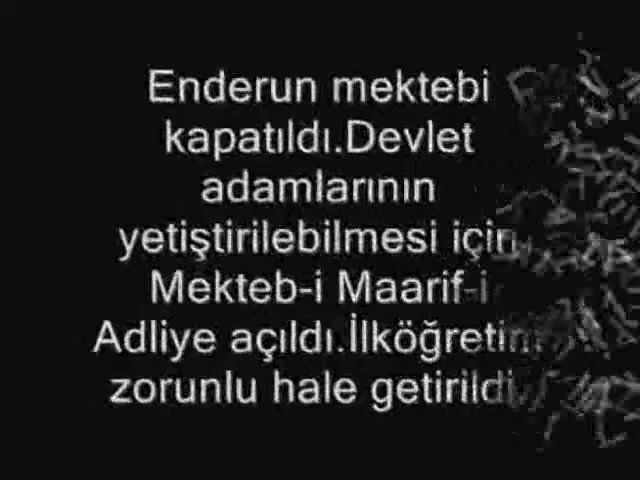 Enderun mektebi
kapatıldı.Devlet
adamlarının
yetiştirilebilmesi için
Mekteb-i Maarif-i
Adliye açıldı.İlköğretim
zorunlu hale getirildi